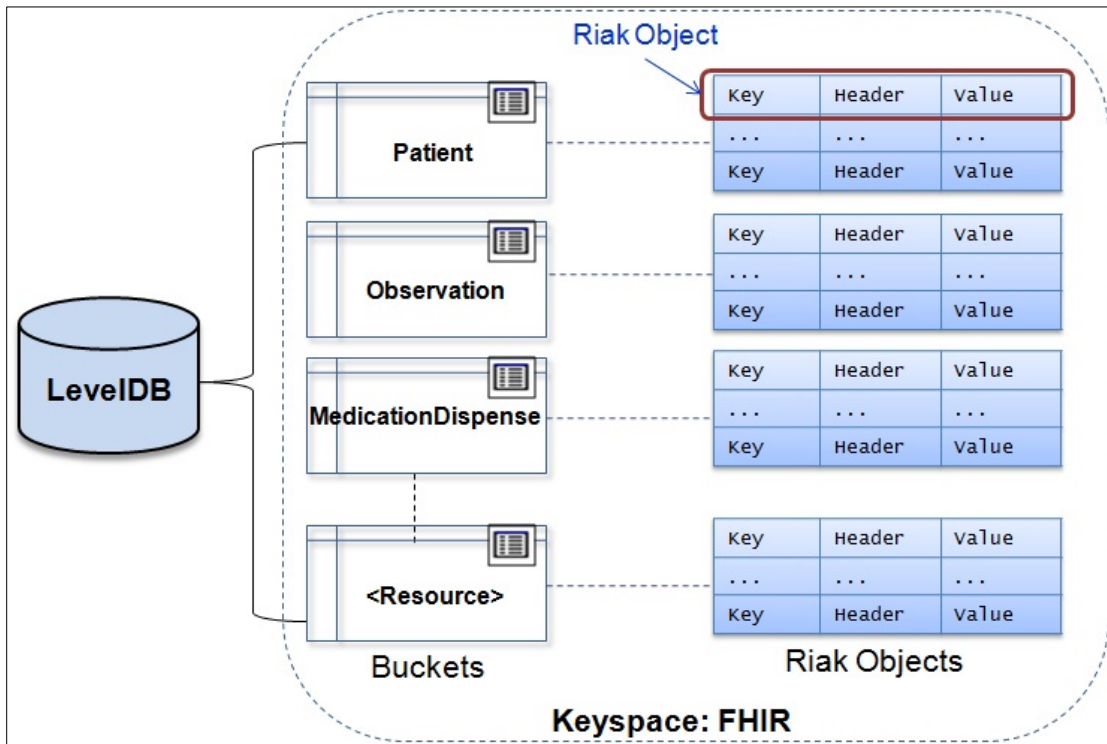 Riak Object
Key Header Value
... ... ...
Key Header Value
Patient
Key Header Value
... ... ...
Key Header Value
Observation
LevelDB
Key Header Value
... ... ...
Key Header Value
MedicationDispense
Key Header Value
... ... ...
Key Header Value
<Resource>
Buckets
Riak Objects
Keyspace: FHIR